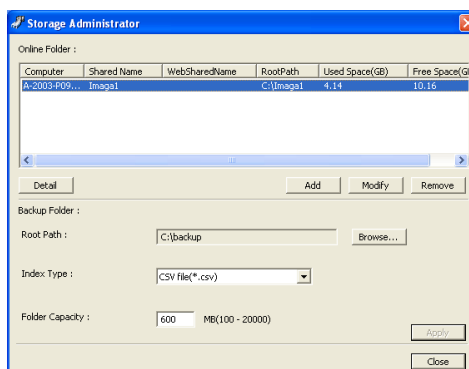 Storage Administrator
Online Folder :
Computer Shared Name WebSharedName RootPath Used Space(GB) Free Space(G
A-2003-P09... Imaga1 C:\Imaga1 4.14 10.16
Detail Add Modify Remove
Backup Folder :
Root Path : C:\backup Browse...
Index Type : CSV file(*.csv)
Folder Capacity : 600 MB(100 - 20000)
Apply
Close